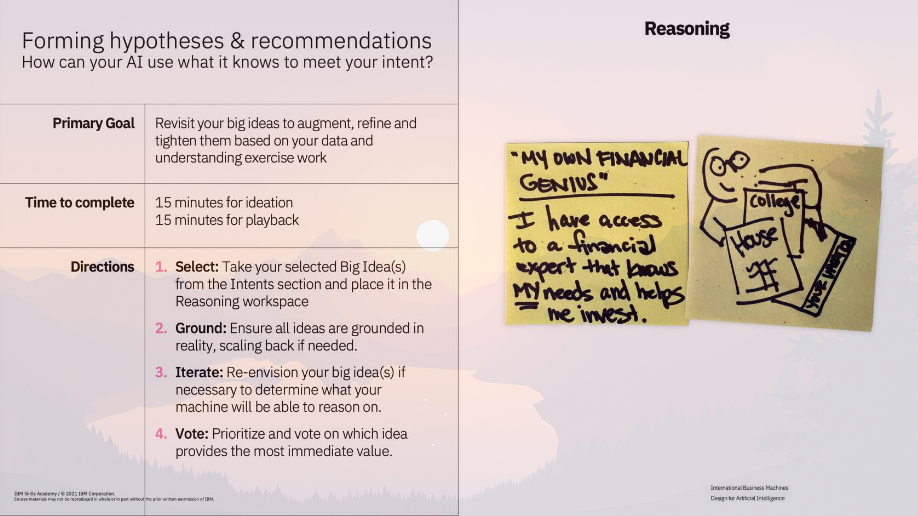 Forming hypotheses & recommendations
How can your AI use what it knows to meet your intent?
Primary Goal
Revisit your big ideas to augment, refine and
tighten them based on your data and
understanding exercise work
Time to complete
15 minutes for ideation
15 minutes for playback
Directions
1. Select: Take your selected Big Idea(s)
from the Intents section and place it in the
Reasoning workspace
2. Ground: Ensure all ideas are grounded in
reality, scaling back if needed.
3. Iterate: Re-envision your big idea(s) if
necessary to determine what your
machine will be able to reason on.
4. Vote: Prioritize and vote on which idea
provides the most immediate value.
IBM Skills Academy / © 2021 IBM Corporation.
Course materials may not be reproduced in whole or in part without the prior written permission of IBM.
Reasoning
"MY OWN FINANCIAL
GENIUS"
I have access
to a financial
expert that knows
MY needs and helps
me invest.
College
House
International Business Machines
Design for Artificial Intelligence